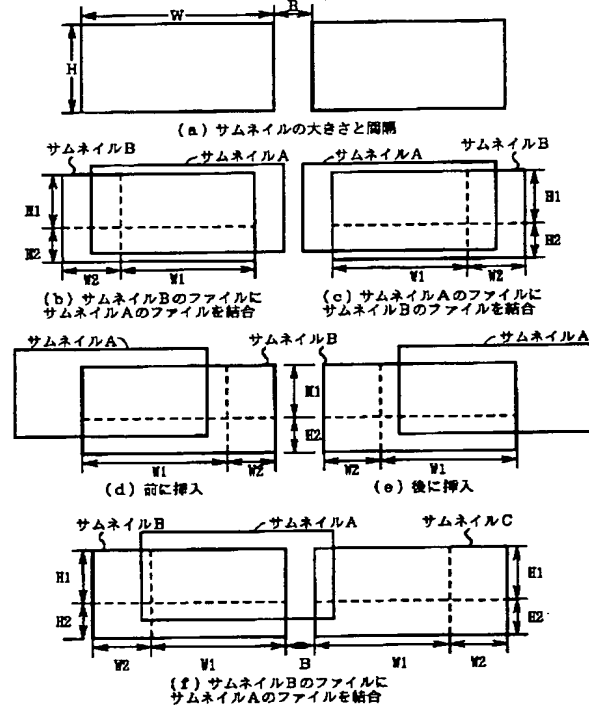 W
B
H
(a)サムネイルの大きさと間隔
サムネイルB
サムネイルA
サムネイルA
サムネイルB
H1
H2
W2
W1
W1
W2
H1
H2
(b)サムネイルBのファイルに
サムネイルAのファイルを結合
(c)サムネイルAのファイルに
サムネイルBのファイルを結合
サムネイルA
サムネイルB
サムネイルA
H1
H2
W1
W2
W2
W1
(d)前に挿入
(e)後に挿入
サムネイルB
サムネイルA
サムネイルC
H1
H2
H1
H2
W2
W1
B
W1
W2
(f)サムネイルBのファイルに
サムネイルAのファイルを結合